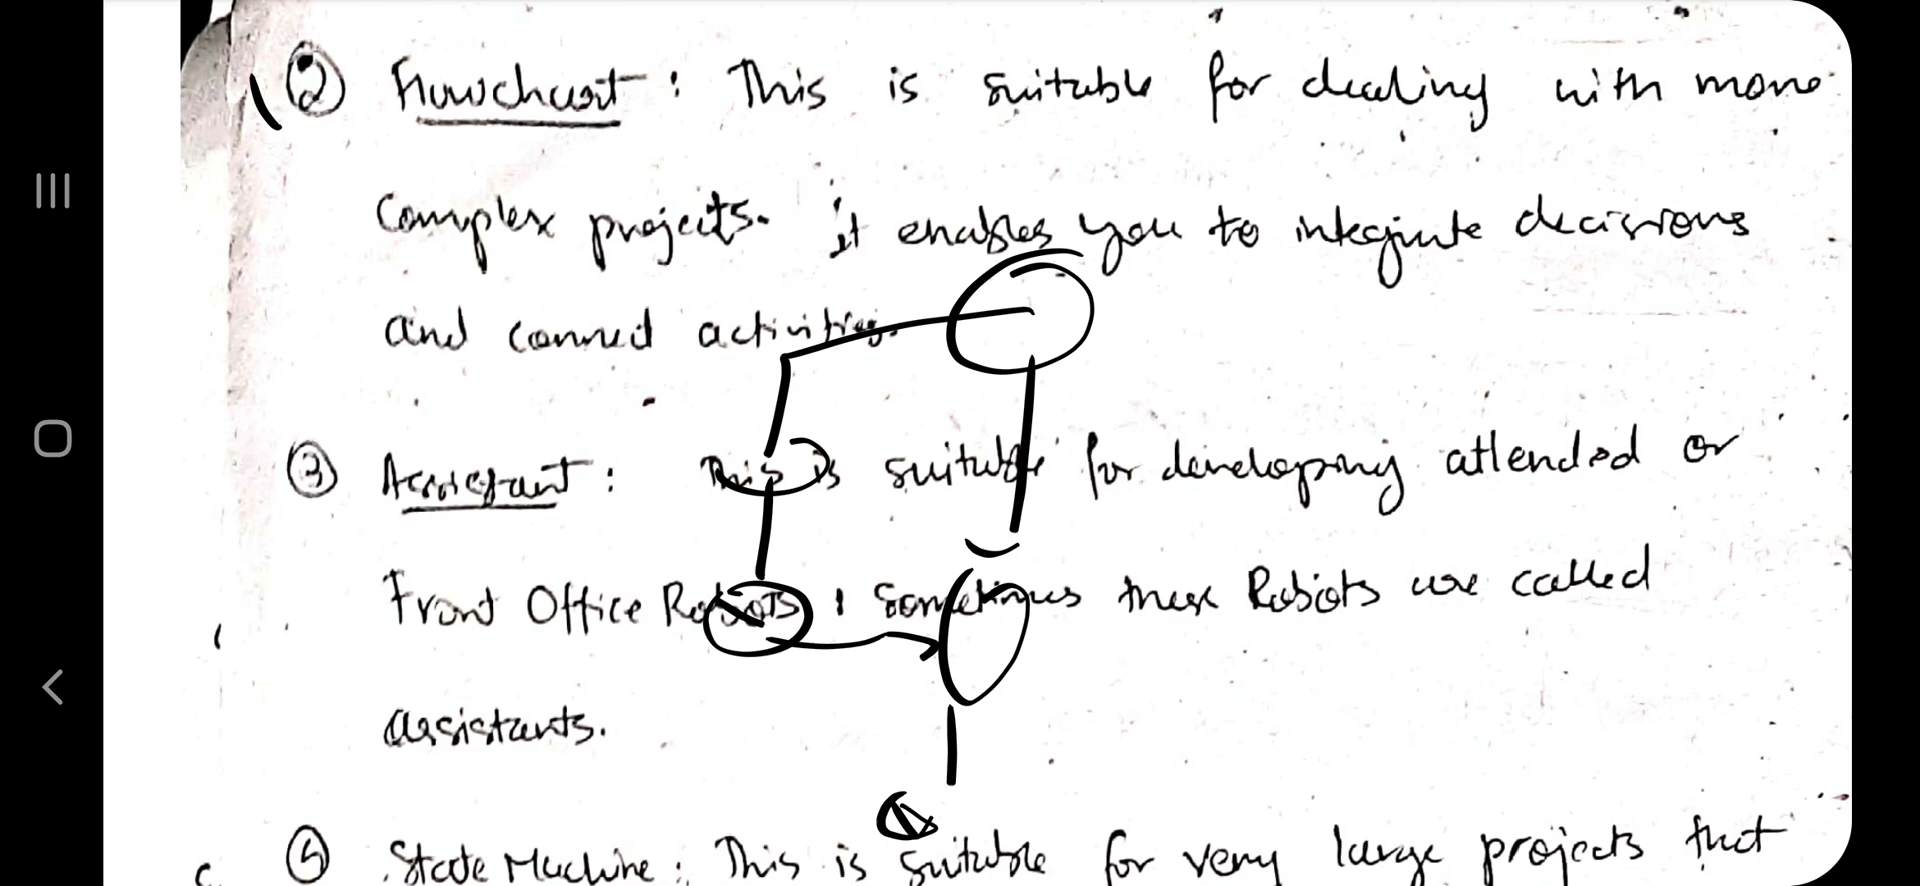 ② Flowchart : This is suitable for dealing with more
Complex projects. it enables you to integrate decisions
and connect activities.
③ Assistant : This is suitable for developing attended or
Front Office Robots : Sometimes these Robots are called
assistants.
State Machine : This is suitable for very large projects that